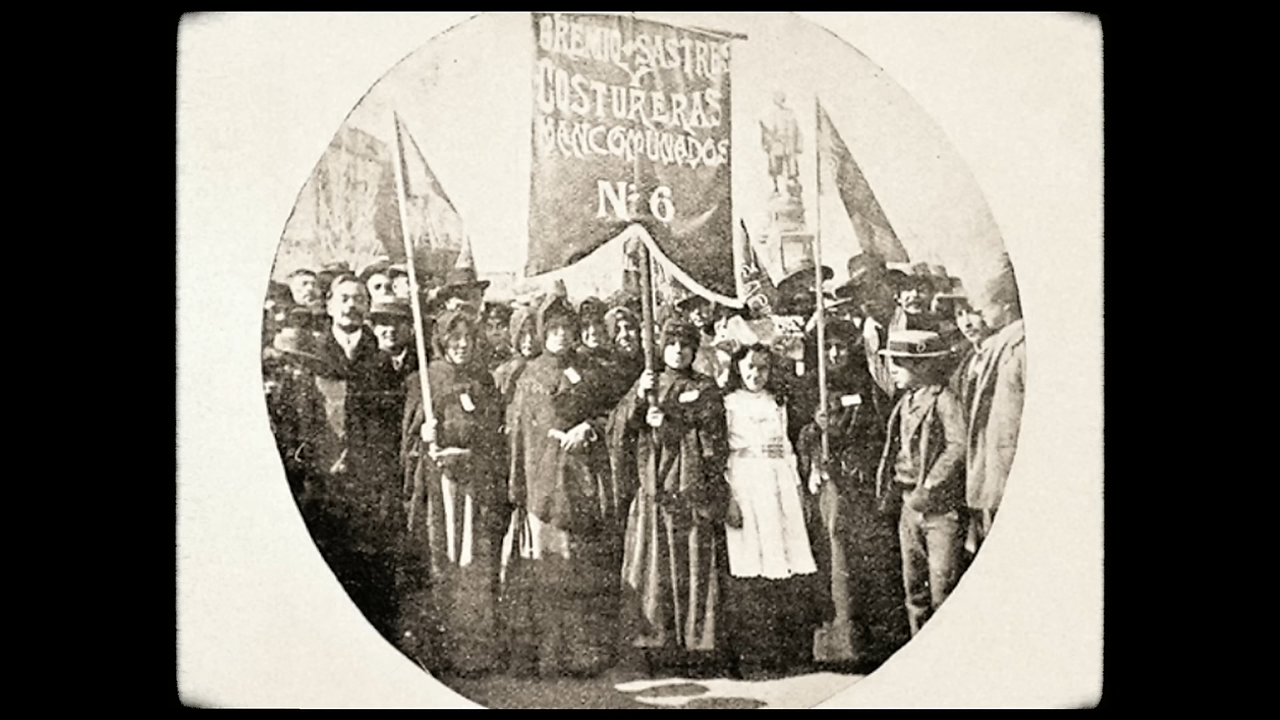 GREMIO SASTRES
Y
COSTURERAS
MANCOMUNADOS
Nº 6